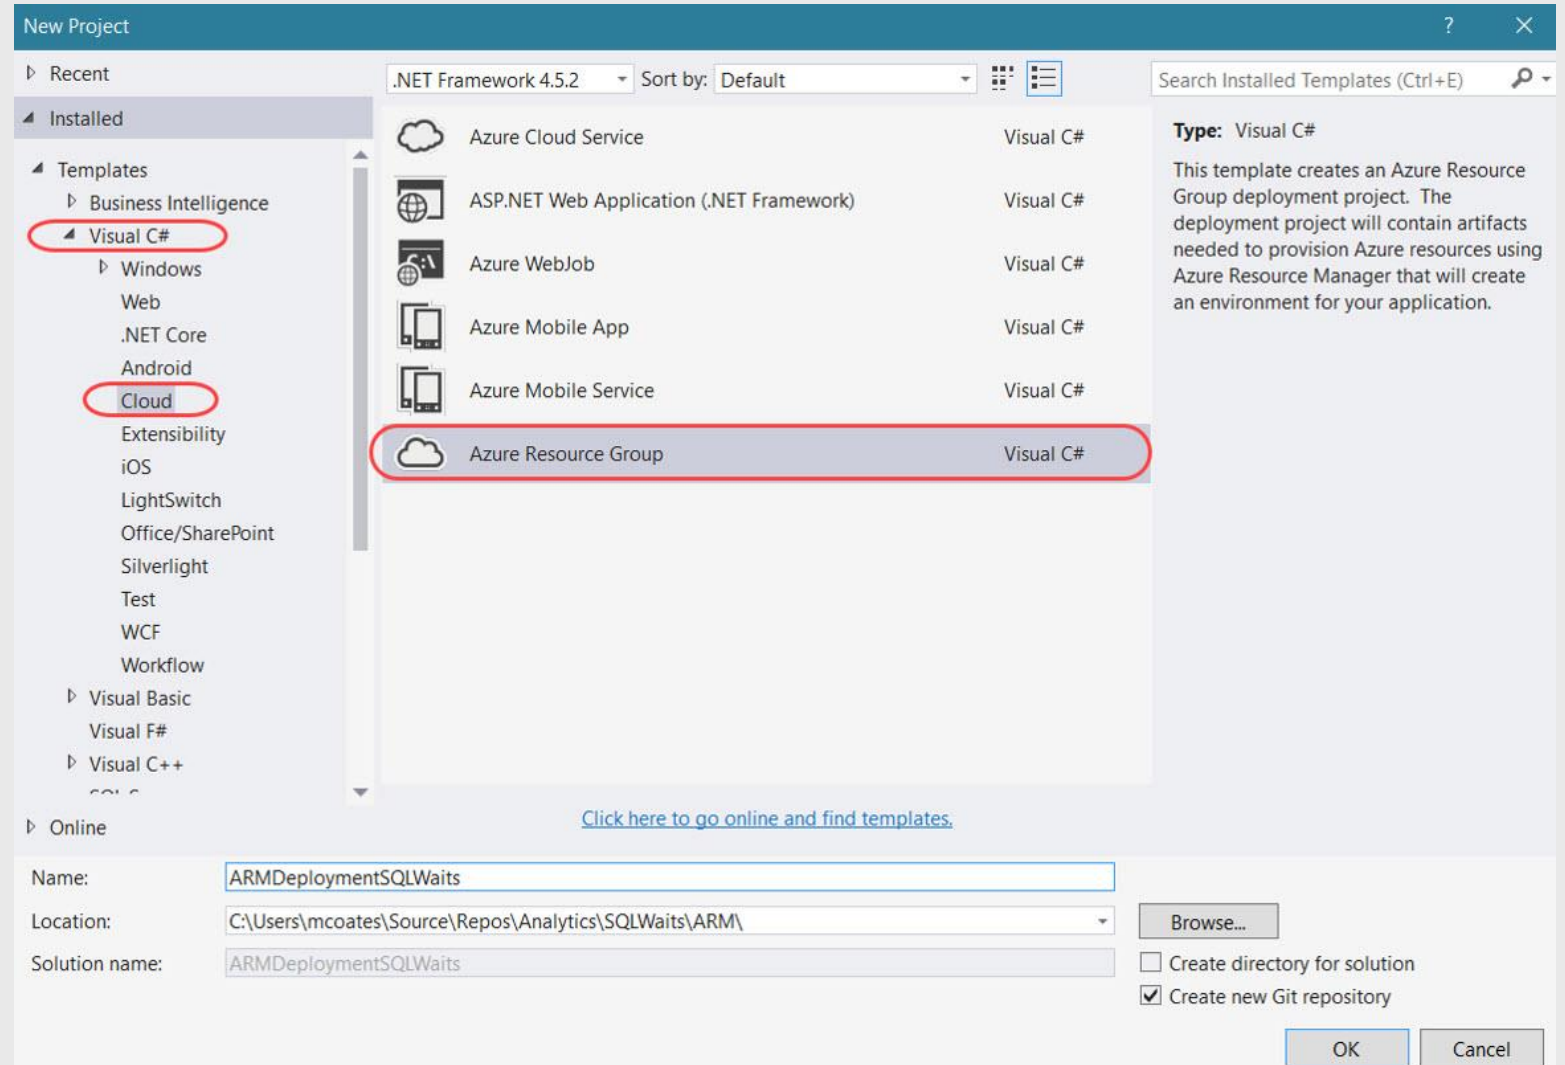 New Project
?
Recent
.NET Framework 4.5.2
Sort by: Default
Search Installed Templates (Ctrl+E)
Installed
Templates
Business Intelligence
Visual C#
Windows
Web
.NET Core
Android
Cloud
Extensibility
iOS
LightSwitch
Office/SharePoint
Silverlight
Test
WCF
Workflow
Visual Basic
Visual F#
Visual C++
Online
Azure Cloud Service Visual C#
ASP.NET Web Application (.NET Framework) Visual C#
Azure WebJob Visual C#
Azure Mobile App Visual C#
Azure Mobile Service Visual C#
Azure Resource Group Visual C#
Click here to go online and find templates.
Type: Visual C#
This template creates an Azure Resource
Group deployment project. The
deployment project will contain artifacts
needed to provision Azure resources using
Azure Resource Manager that will create
an environment for your application.
Name: ARMDeploymentSQLWaits
Location: C:\Users\mcoates\Source\Repos\Analytics\SQLWaits\ARM\
Browse...
Solution name: ARMDeploymentSQLWaits
Create directory for solution
Create new Git repository
OK
Cancel